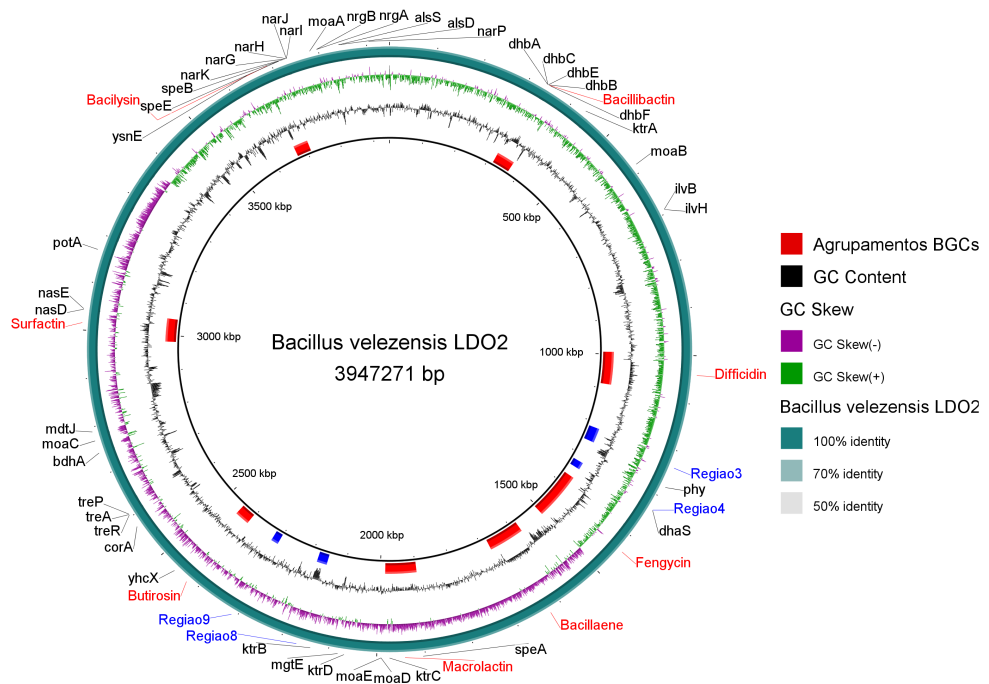 narJ
narI
moaA
nrgB
nrgA
alsS
alsD
narP
narH
narG
narK
speB
Bacilysin
speE
ysnE
dhbA
dhbC
dhbE
dhbB
Bacillibactin
dhbF
ktrA
moaB
ilvB
ilvH
potA
nasE
nasD
Surfactin
3500 kbp
500 kbp
3000 kbp
1000 kbp
2500 kbp
1500 kbp
2000 kbp
Bacillus velezensis LDO2
3947271 bp
Difficidin
Regiao3
phy
Regiao4
dhaS
Fengycin
Bacillaene
speA
Macrolactin
ktrC
moaD
moaE
ktrD
mgtE
ktrB
Regiao8
Regiao9
Butirosin
yhcX
corA
treR
treA
treP
bdhA
moaC
mdtJ
Agrupamentos BGCs
GC Content
GC Skew
GC Skew(-)
GC Skew(+)
Bacillus velezensis LDO2
100% identity
70% identity
50% identity